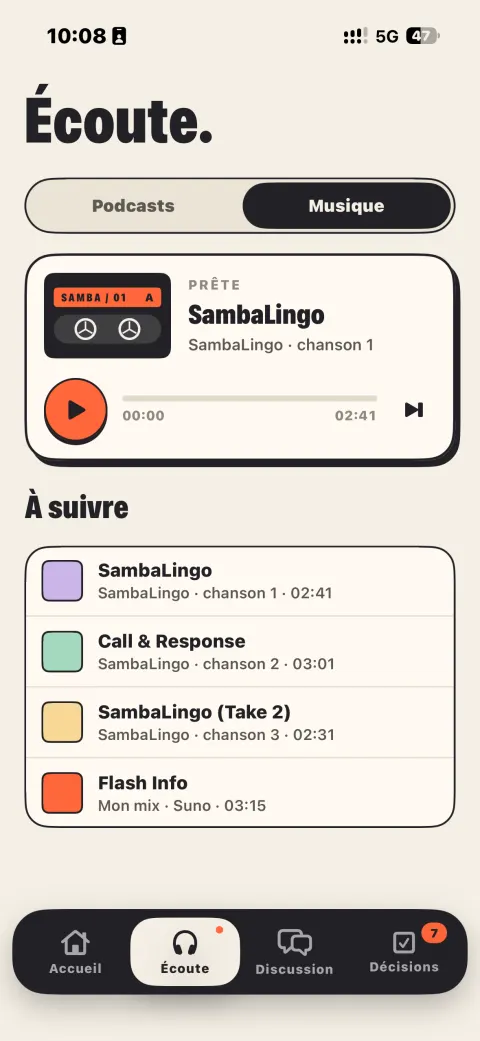 10:08
5G 47
Écoute.
Podcasts
Musique
SAMBA / 01 A
PRÊTE
SambaLingo
SambaLingo · chanson 1
00:00
02:41
À suivre
SambaLingo
SambaLingo · chanson 1 · 02:41
Call & Response
SambaLingo · chanson 2 · 03:01
SambaLingo (Take 2)
SambaLingo · chanson 3 · 02:31
Flash Info
Mon mix · Suno · 03:15
7
Accueil
Écoute
Discussion
Décisions